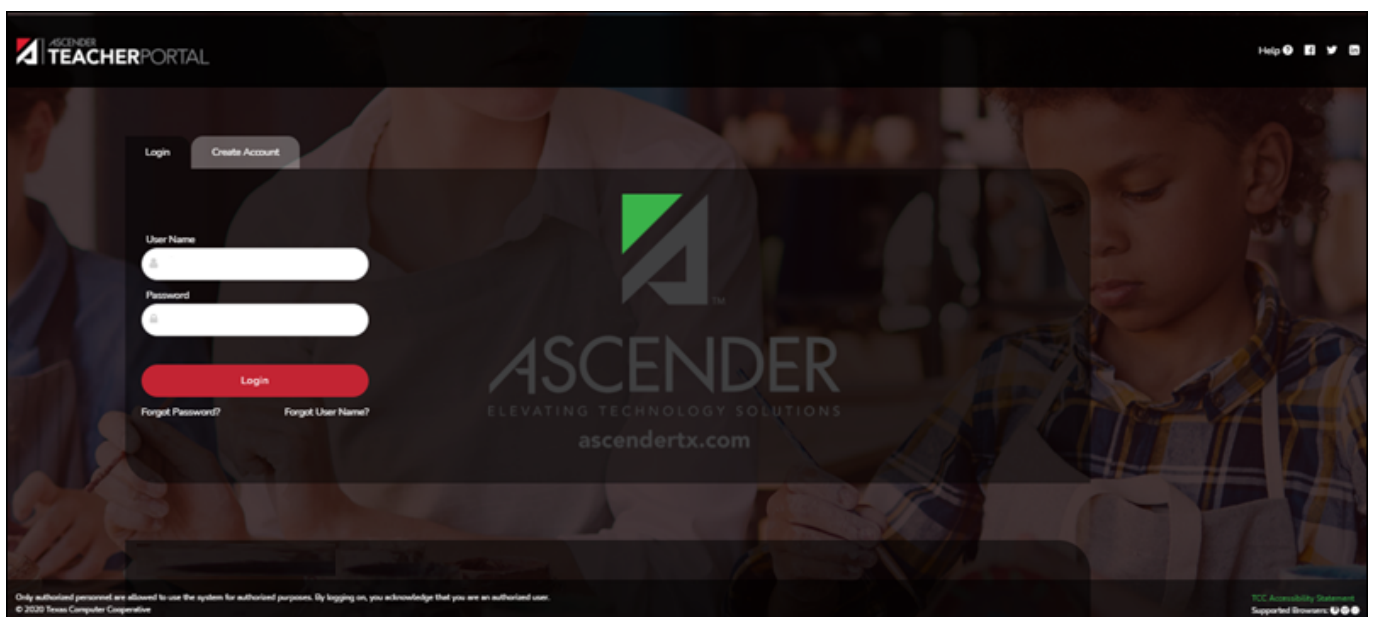 ASCENDER
TEACHERPORTAL
Help
Login
Create Account
User Name
Password
Login
Forgot Password?
Forgot User Name?
TM
ASCENDER
ELEVATING TECHNOLOGY SOLUTIONS
ascendertx.com
Only authorized personnel are allowed to use the system for authorized purposes. By logging on, you acknowledge that you are an authorized user.
© 2020 Texas Computer Cooperative
TCC Accessibility Statement
Supported Browsers: